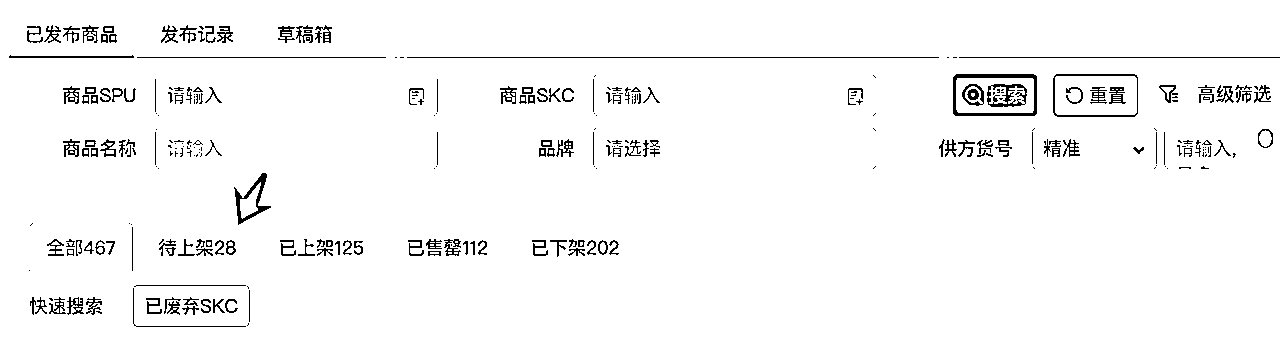 已发布商品 发布记录 草稿箱
商品SPU 请输入 商品SKC 请输入 搜索 重置 高级筛选
商品名称 请输入 品牌 请选择 供方货号 精准 请输入,
全部467 待上架28 已上架125 已售罄112 已下架202
快速搜索 已废弃SKC